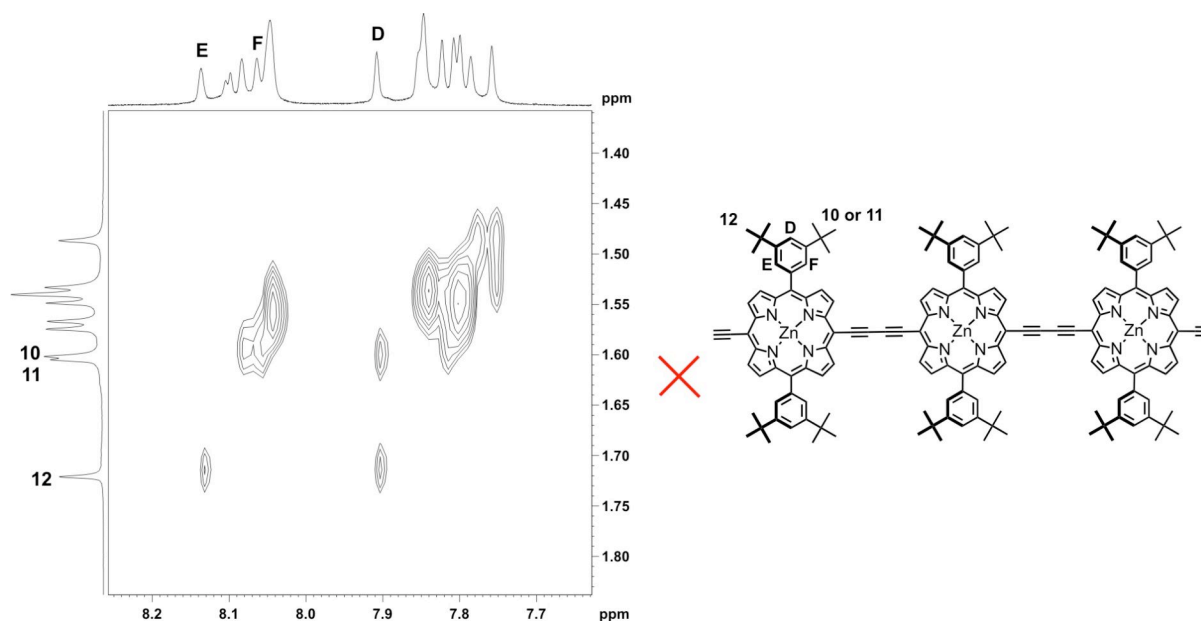 E F D
ppm
1.40
1.45
1.50
1.55
1.60
1.65
1.70
1.75
1.80
10
11
12
8.2 8.1 8.0 7.9 7.8 7.7 ppm
12 10 or 11
D
E F
N N N N N N
Zn Zn Zn
N N N N N N